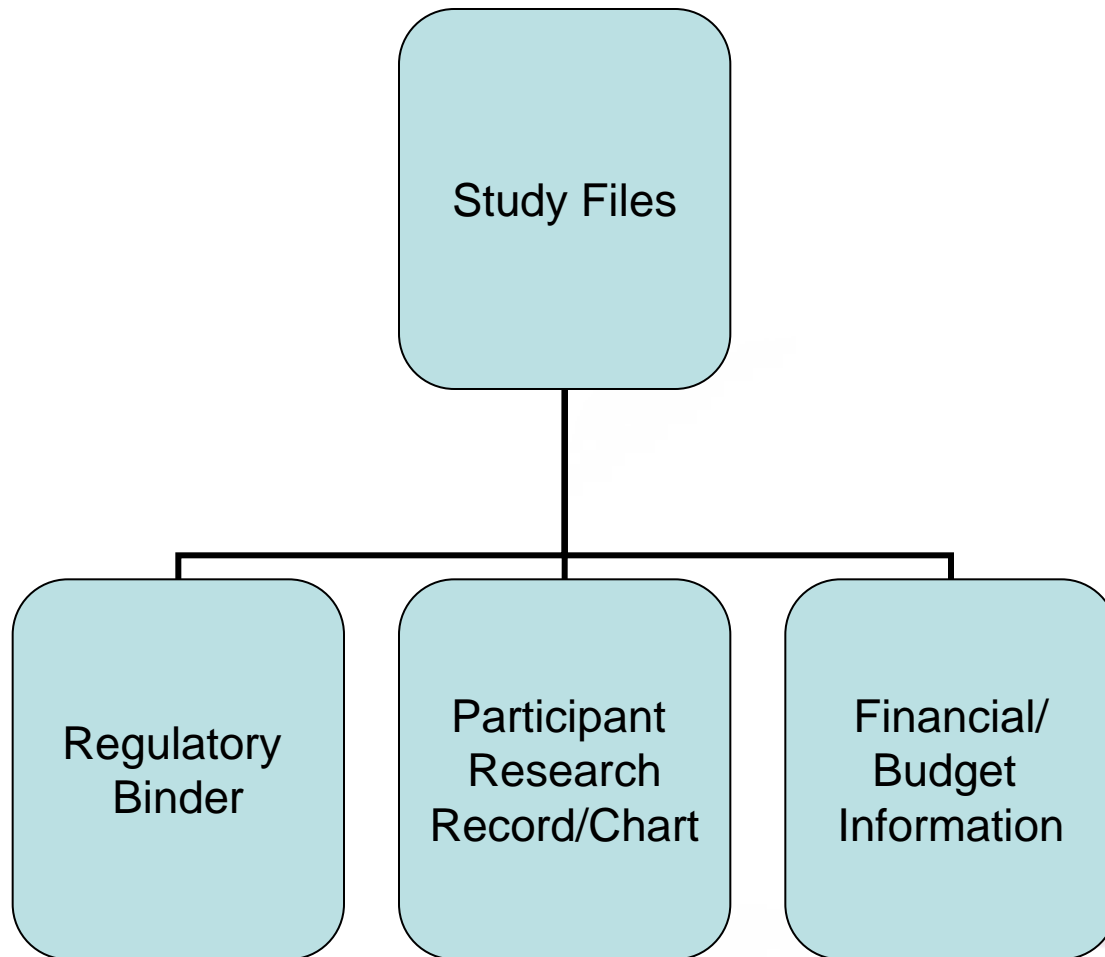 Study Files
Regulatory
Binder
Participant
Research
Record/Chart
Financial/
Budget
Information